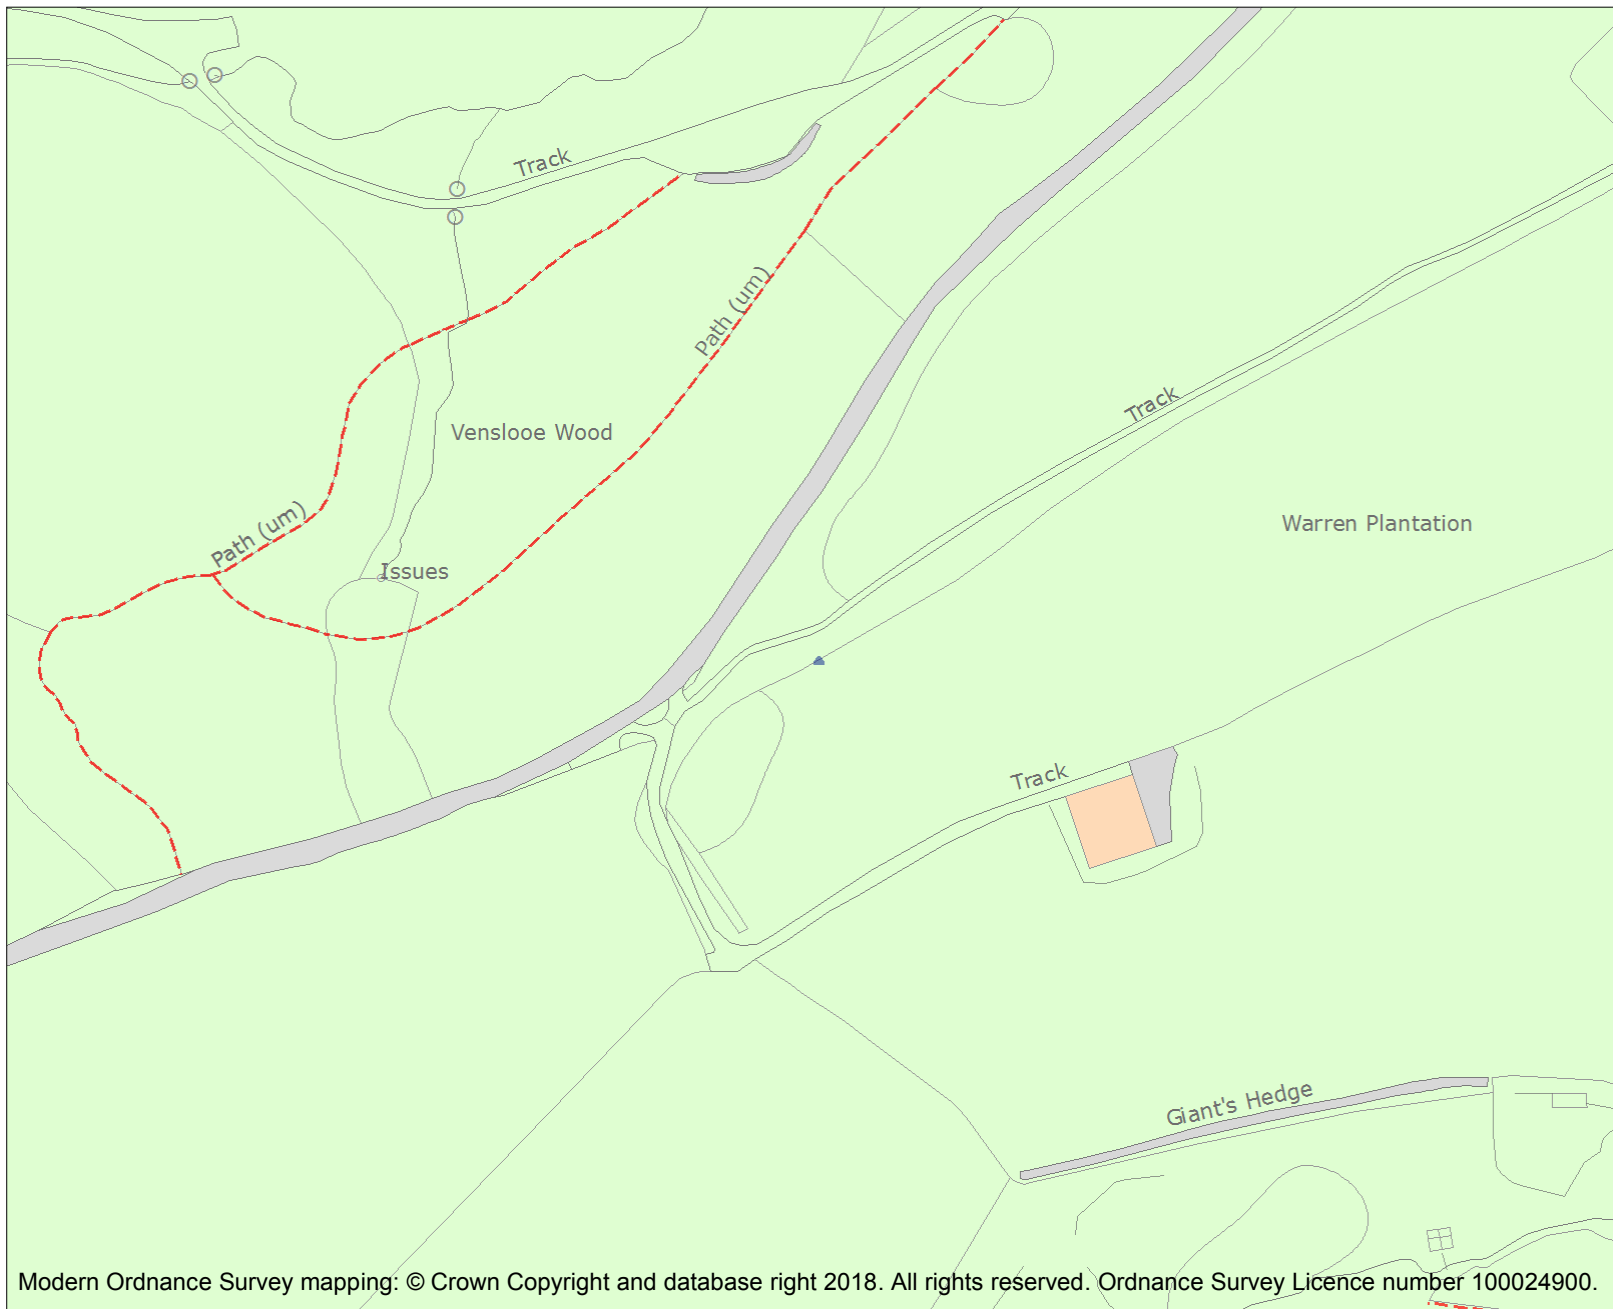 Track
Path (um)
Track
Venslooe Wood
Path (um)
Warren Plantation
Issues
Track
Giant's Hedge
Modern Ordnance Survey mapping: © Crown Copyright and database right 2018. All rights reserved. Ordnance Survey Licence number 100024900.